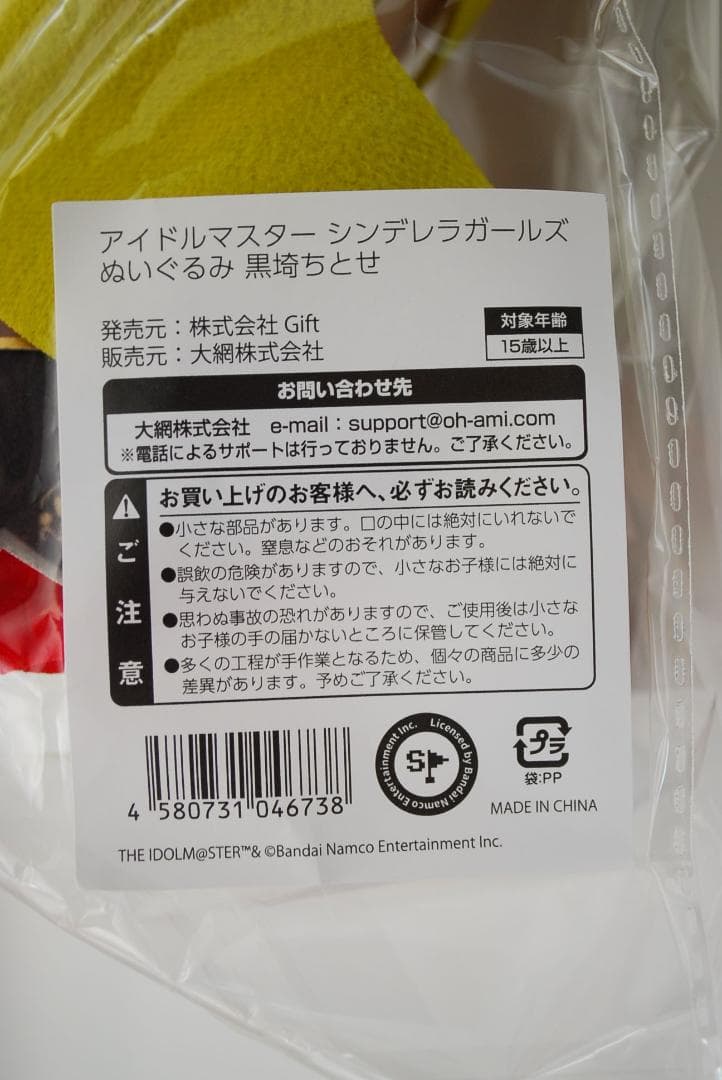 アイドルマスター シンデレラガールズ
ぬいぐるみ 黒埼ちとせ
発売元：株式会社 Gift
販売元：大網株式会社
対象年齢
15歳以上
お問い合わせ先
大網株式会社 e-mail：support@oh-ami.com
※電話によるサポートは行っておりません。ご了承ください。
ご注意
お買い上げのお客様へ、必ずお読みください。
●小さな部品があります。口の中には絶対にいれないで
ください。窒息などのおそれがあります。
●誤飲の危険がありますので、小さなお子様には絶対に
与えないでください。
●思わぬ事故の恐れがありますので、ご使用後は小さな
お子様の手の届かないところに保管してください。
●多くの工程が手作業となるため、個々の商品に多少の
差異があります。予めご了承ください。
4 580731 046738
Licensed by Bandai Namco Entertainment Inc.
プラ
袋:PP
MADE IN CHINA
THE IDOLM@STER™& ©Bandai Namco Entertainment Inc.